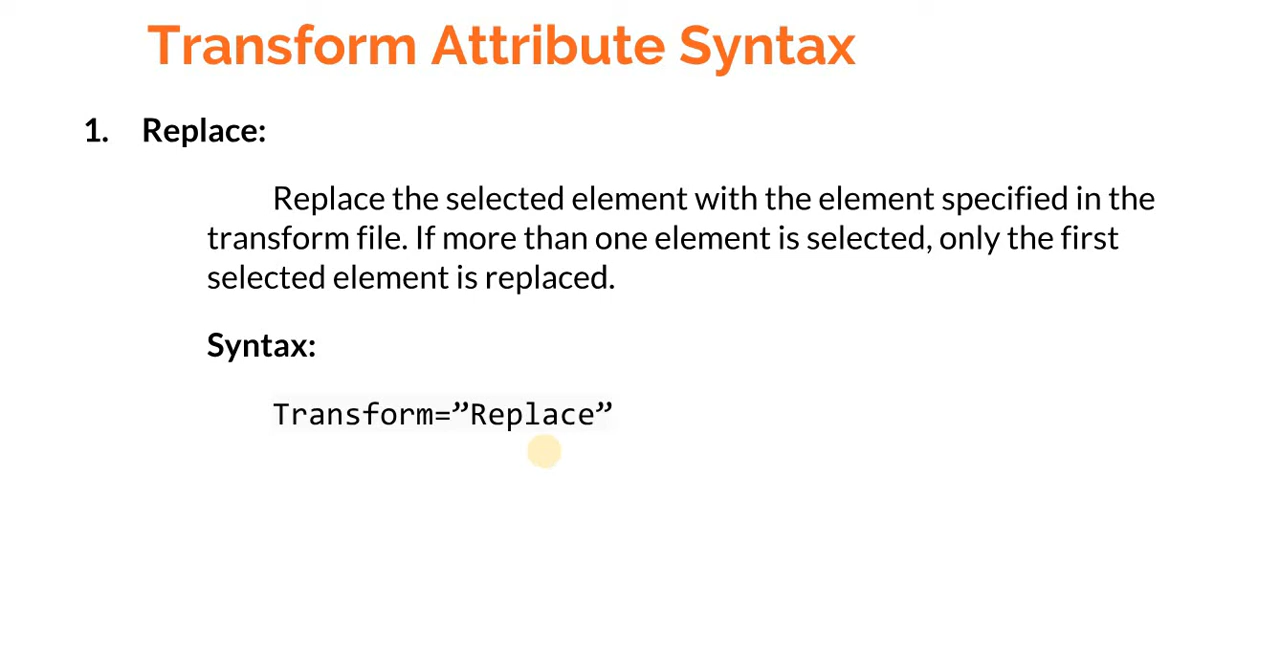 Transform Attribute Syntax
1. Replace:
Replace the selected element with the element specified in the
transform file. If more than one element is selected, only the first
selected element is replaced.
Syntax:
Transform=”Replace”